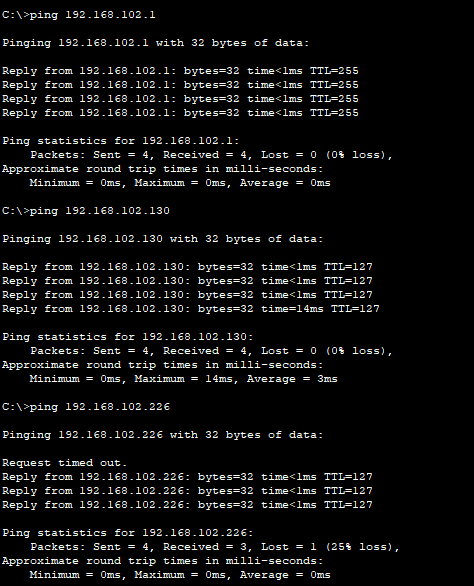 C:\>ping 192.168.102.1
Pinging 192.168.102.1 with 32 bytes of data:
Reply from 192.168.102.1: bytes=32 time<1ms TTL=255
Reply from 192.168.102.1: bytes=32 time<1ms TTL=255
Reply from 192.168.102.1: bytes=32 time<1ms TTL=255
Reply from 192.168.102.1: bytes=32 time<1ms TTL=255
Ping statistics for 192.168.102.1:
    Packets: Sent = 4, Received = 4, Lost = 0 (0% loss),
Approximate round trip times in milli-seconds:
    Minimum = 0ms, Maximum = 0ms, Average = 0ms
C:\>ping 192.168.102.130
Pinging 192.168.102.130 with 32 bytes of data:
Reply from 192.168.102.130: bytes=32 time<1ms TTL=127
Reply from 192.168.102.130: bytes=32 time<1ms TTL=127
Reply from 192.168.102.130: bytes=32 time<1ms TTL=127
Reply from 192.168.102.130: bytes=32 time=14ms TTL=127
Ping statistics for 192.168.102.130:
    Packets: Sent = 4, Received = 4, Lost = 0 (0% loss),
Approximate round trip times in milli-seconds:
    Minimum = 0ms, Maximum = 14ms, Average = 3ms
C:\>ping 192.168.102.226
Pinging 192.168.102.226 with 32 bytes of data:
Request timed out.
Reply from 192.168.102.226: bytes=32 time<1ms TTL=127
Reply from 192.168.102.226: bytes=32 time<1ms TTL=127
Reply from 192.168.102.226: bytes=32 time<1ms TTL=127
Ping statistics for 192.168.102.226:
    Packets: Sent = 4, Received = 3, Lost = 1 (25% loss),
Approximate round trip times in milli-seconds:
    Minimum = 0ms, Maximum = 0ms, Average = 0ms